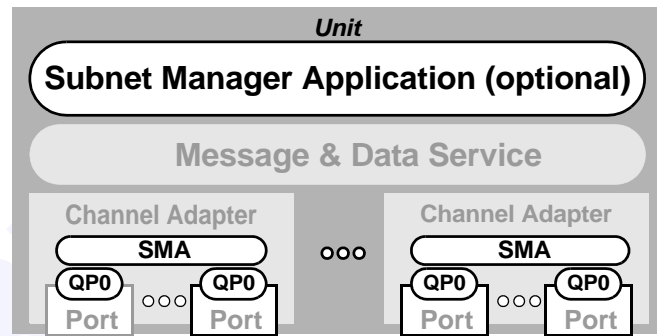 Unit
Subnet Manager Application (optional)
Message & Data Service
Channel Adapter
Channel Adapter
SMA
SMA
QP0
QP0
QP0
QP0
Port
Port
Port
Port